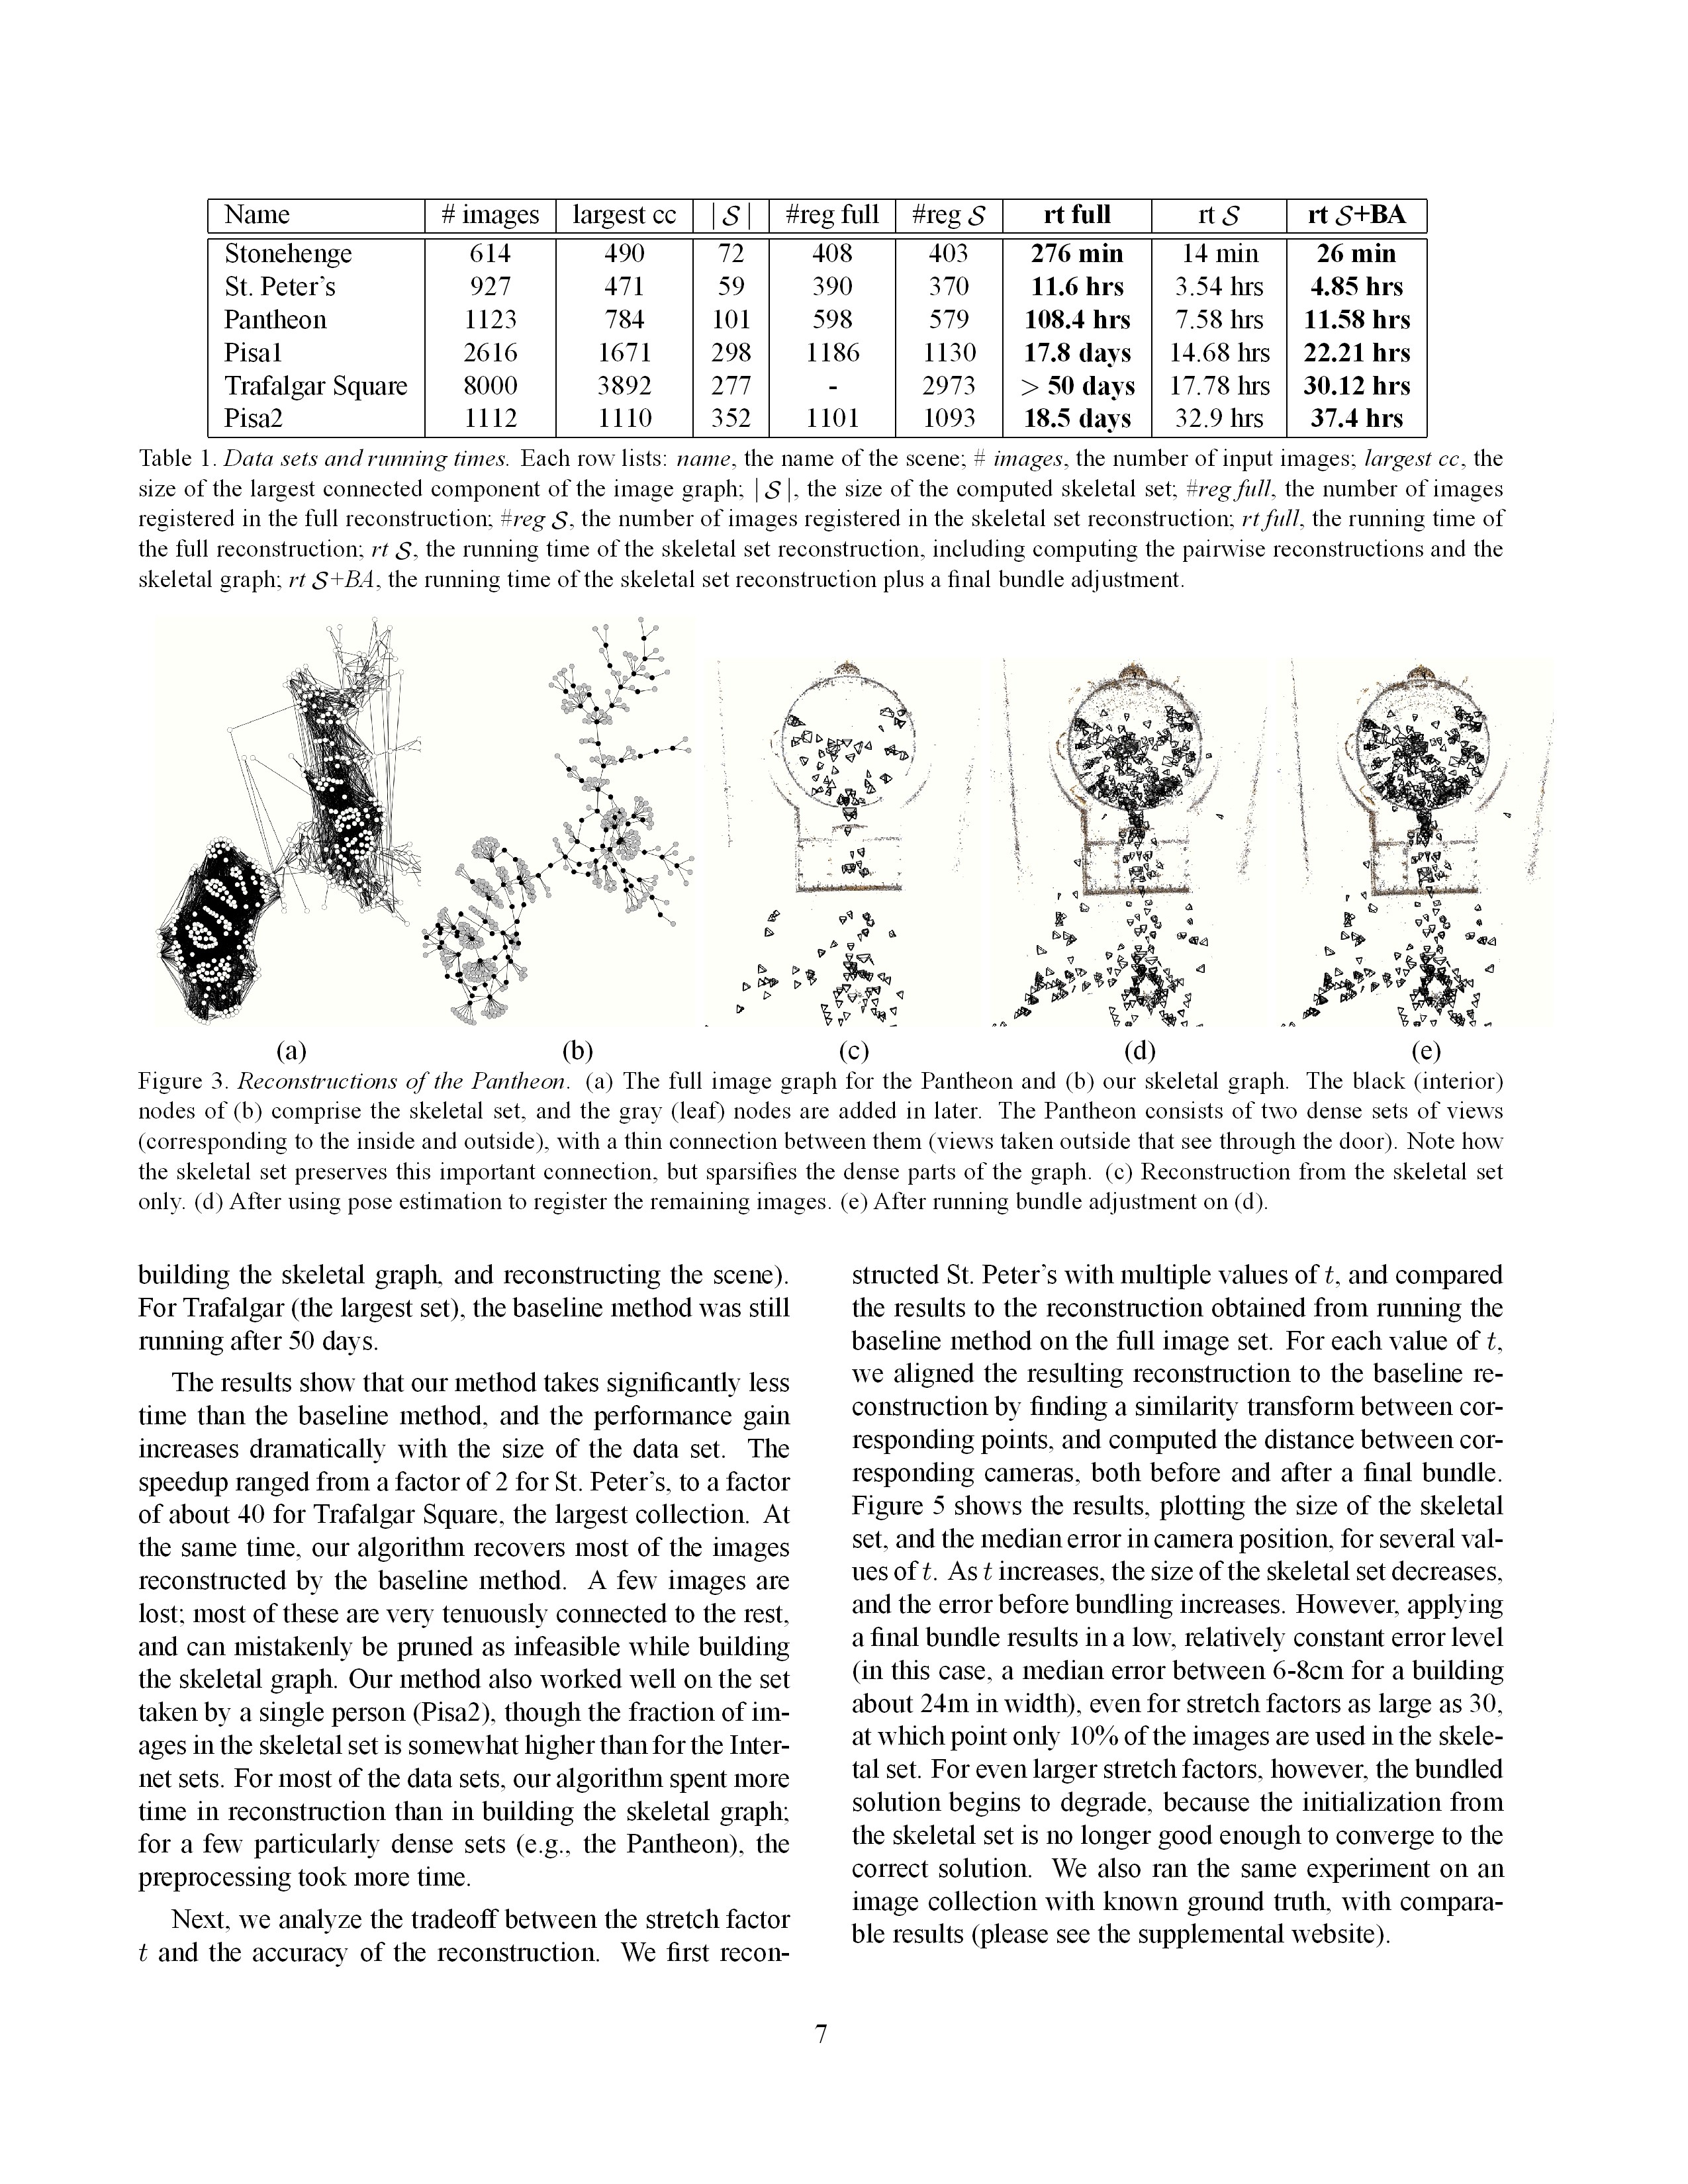 Name # images largest cc |S| #reg full #reg S rt full rt S rt S+BA
Stonehenge 614 490 72 408 403 276 min 14 min 26 min
St. Peter's 927 471 59 390 370 11.6 hrs 3.54 hrs 4.85 hrs
Pantheon 1123 784 101 598 579 108.4 hrs 7.58 hrs 11.58 hrs
Pisa1 2616 1671 298 1186 1130 17.8 days 14.68 hrs 22.21 hrs
Trafalgar Square 8000 3892 277 - 2973 > 50 days 17.78 hrs 30.12 hrs
Pisa2 1112 1110 352 1101 1093 18.5 days 32.9 hrs 37.4 hrs
Table 1. Data sets and running times. Each row lists: name, the name of the scene; # images, the number of input images; largest cc, the
size of the largest connected component of the image graph; |S|, the size of the computed skeletal set; #reg full, the number of images
registered in the full reconstruction; #reg S, the number of images registered in the skeletal set reconstruction; rt full, the running time of
the full reconstruction; rt S, the running time of the skeletal set reconstruction, including computing the pairwise reconstructions and the
skeletal graph; rt S+BA, the running time of the skeletal set reconstruction plus a final bundle adjustment.
(a) (b) (c) (d) (e)
Figure 3. Reconstructions of the Pantheon. (a) The full image graph for the Pantheon and (b) our skeletal graph. The black (interior)
nodes of (b) comprise the skeletal set, and the gray (leaf) nodes are added in later. The Pantheon consists of two dense sets of views
(corresponding to the inside and outside), with a thin connection between them (views taken outside that see through the door). Note how
the skeletal set preserves this important connection, but sparsifies the dense parts of the graph. (c) Reconstruction from the skeletal set
only. (d) After using pose estimation to register the remaining images. (e) After running bundle adjustment on (d).
building the skeletal graph, and reconstructing the scene).
For Trafalgar (the largest set), the baseline method was still
running after 50 days.
The results show that our method takes significantly less
time than the baseline method, and the performance gain
increases dramatically with the size of the data set. The
speedup ranged from a factor of 2 for St. Peter's, to a factor
of about 40 for Trafalgar Square, the largest collection. At
the same time, our algorithm recovers most of the images
reconstructed by the baseline method. A few images are
lost; most of these are very tenuously connected to the rest,
and can mistakenly be pruned as infeasible while building
the skeletal graph. Our method also worked well on the set
taken by a single person (Pisa2), though the fraction of im-
ages in the skeletal set is somewhat higher than for the Inter-
net sets. For most of the data sets, our algorithm spent more
time in reconstruction than in building the skeletal graph;
for a few particularly dense sets (e.g., the Pantheon), the
preprocessing took more time.
Next, we analyze the tradeoff between the stretch factor
t and the accuracy of the reconstruction. We first recon-
structed St. Peter's with multiple values of t, and compared
the results to the reconstruction obtained from running the
baseline method on the full image set. For each value of t,
we aligned the resulting reconstruction to the baseline re-
construction by finding a similarity transform between cor-
responding points, and computed the distance between cor-
responding cameras, both before and after a final bundle.
Figure 5 shows the results, plotting the size of the skeletal
set, and the median error in camera position, for several val-
ues of t. As t increases, the size of the skeletal set decreases,
and the error before bundling increases. However, applying
a final bundle results in a low, relatively constant error level
(in this case, a median error between 6-8cm for a building
about 24m in width), even for stretch factors as large as 30,
at which point only 10% of the images are used in the skele-
tal set. For even larger stretch factors, however, the bundled
solution begins to degrade, because the initialization from
the skeletal set is no longer good enough to converge to the
correct solution. We also ran the same experiment on an
image collection with known ground truth, with compara-
ble results (please see the supplemental website).
7